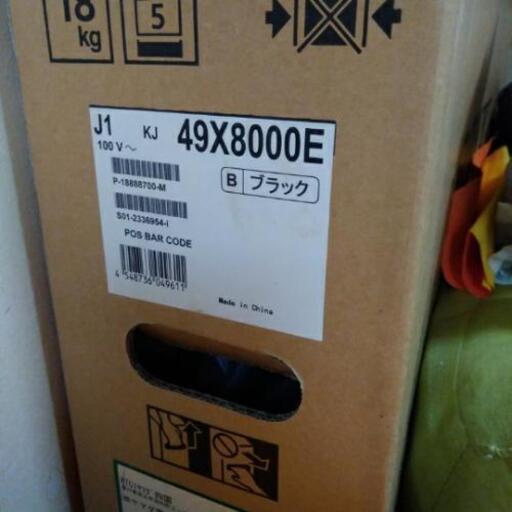 18
kg
5
J1 KJ 49X8000E
100 V～
B ブラック
P-18888700-M
S01-2336954-I
POS BAR CODE
4 548736 049611
Made in China